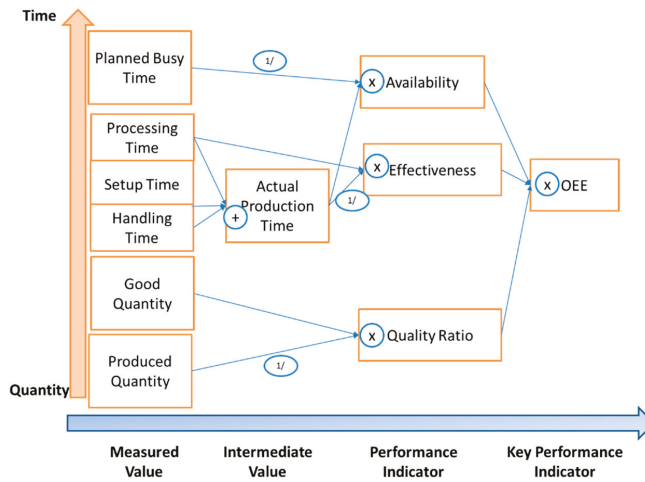 Time
Planned Busy
Time
1/
x
Availability
Processing
Time
Setup Time
Handling
Time
Actual
Production
Time
+
x
Effectiveness
1/
x
OEE
Good
Quantity
Produced
Quantity
1/
x
Quality Ratio
Quantity
Measured
Value
Intermediate
Value
Performance
Indicator
Key Performance
Indicator